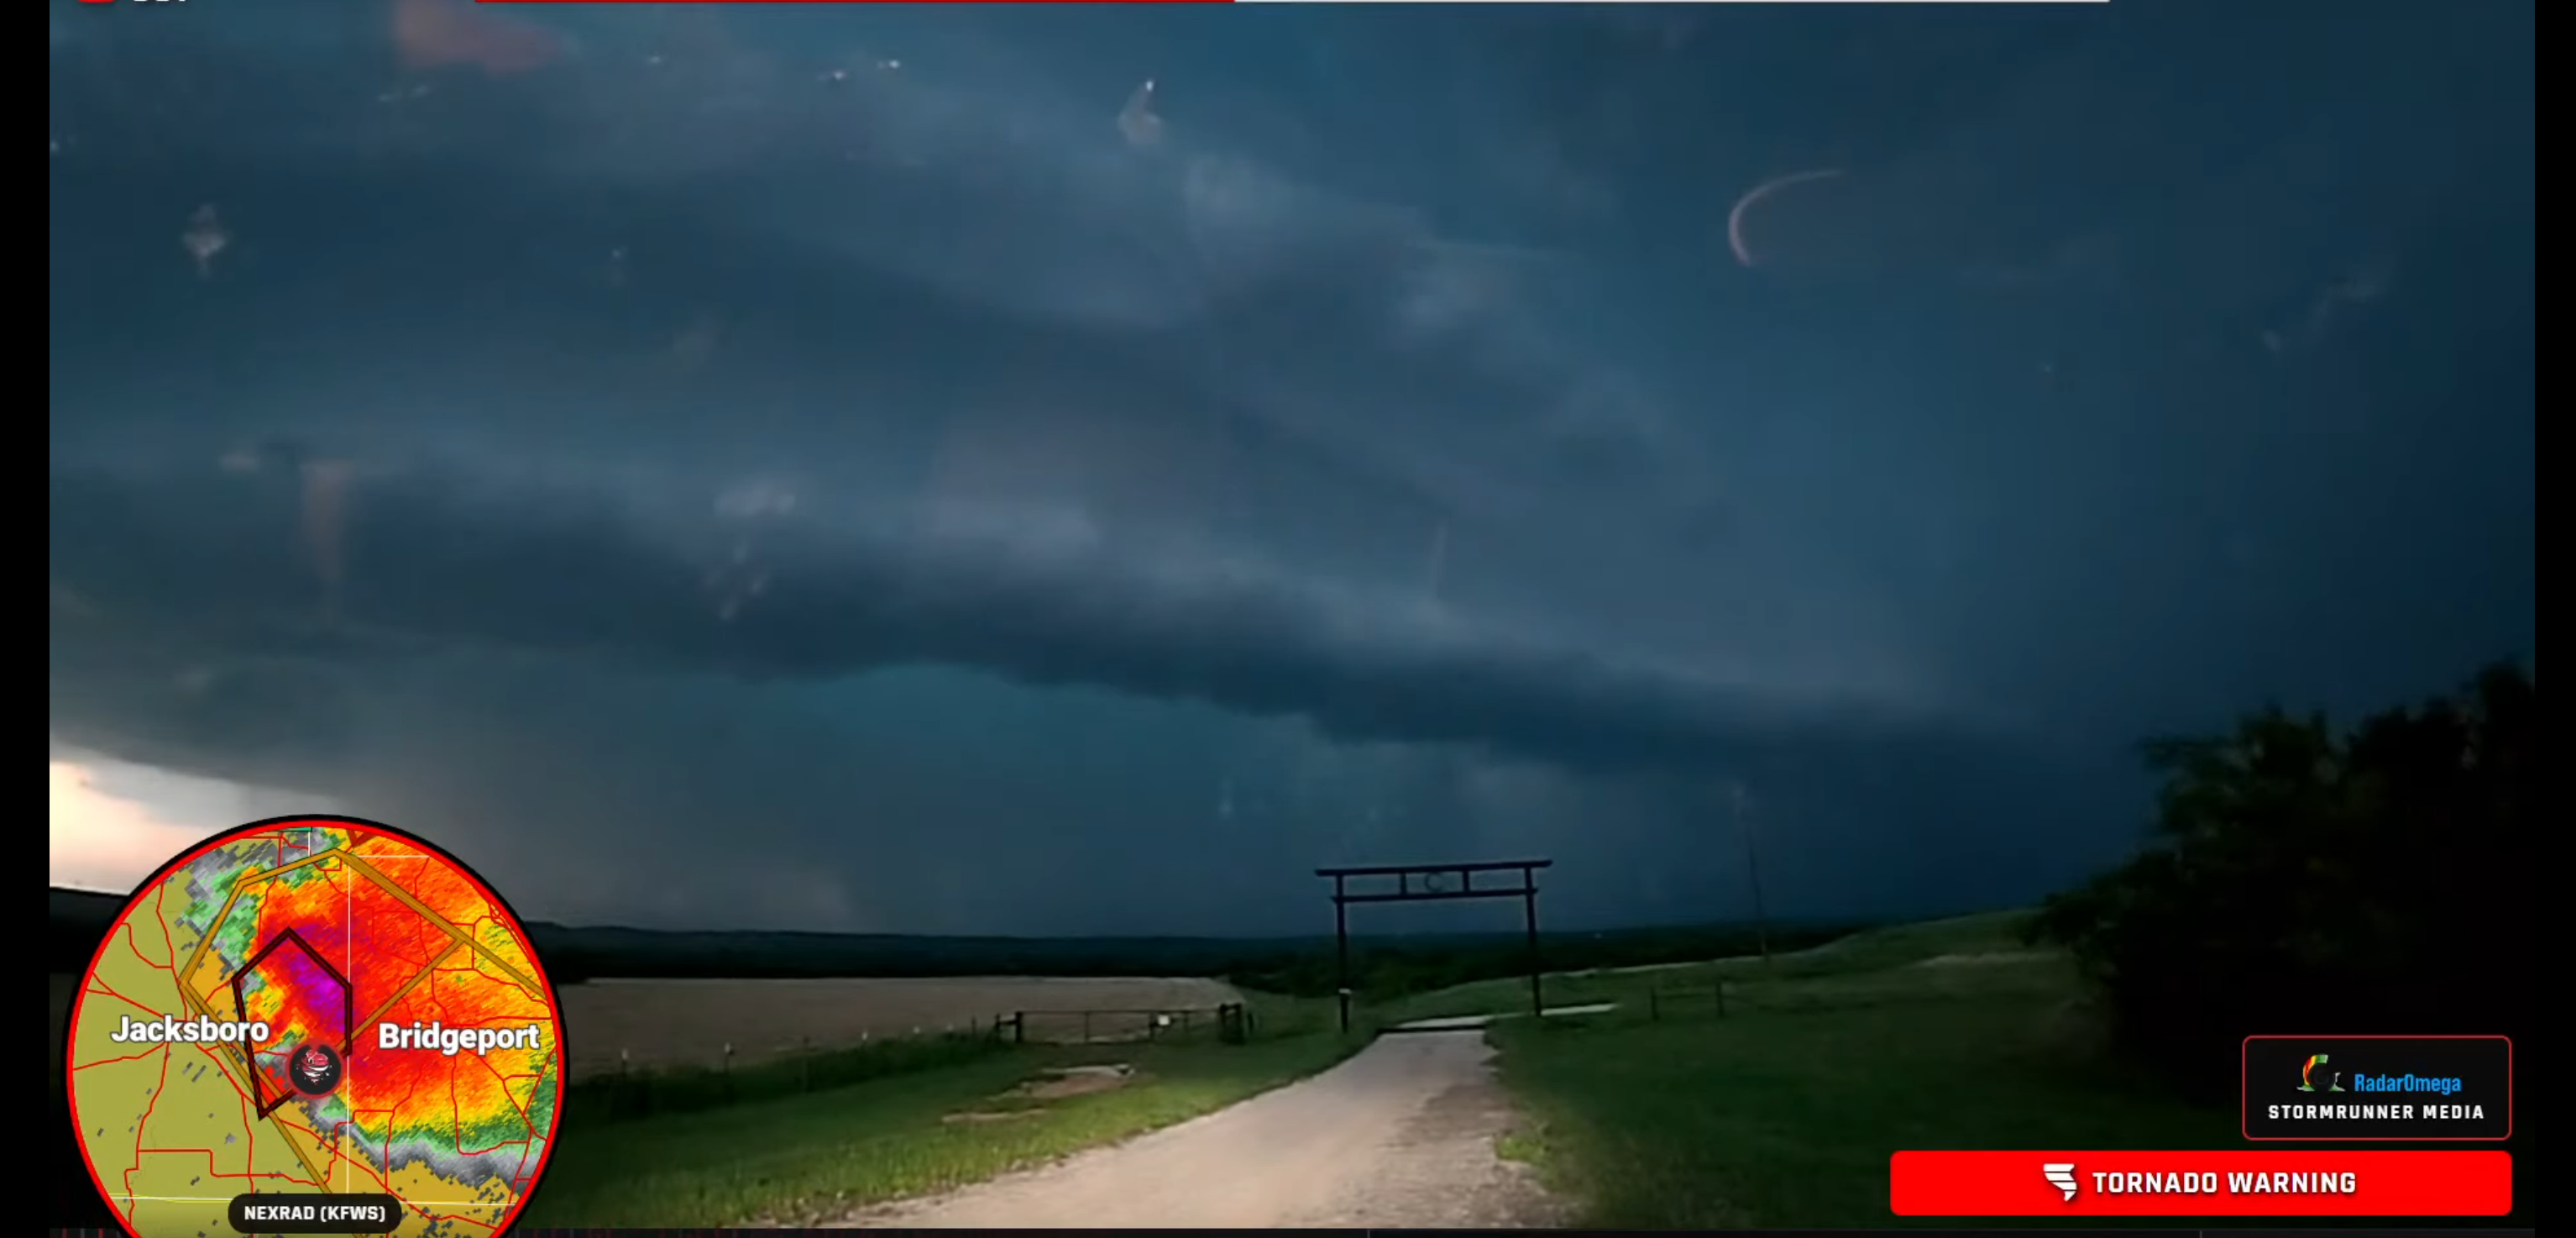 Jacksboro
Bridgeport
NEXRAD (KFWS)
C
RadarOmega
STORMRUNNER MEDIA
TORNADO WARNING